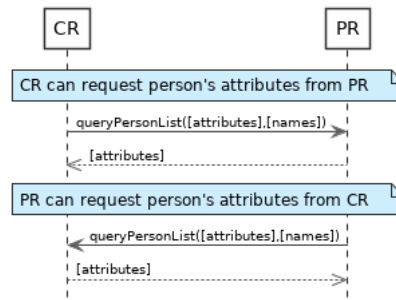 CR PR
CR can request person's attributes from PR
queryPersonList([attributes],[names])
[attributes]
PR can request person's attributes from CR
queryPersonList([attributes],[names])
[attributes]